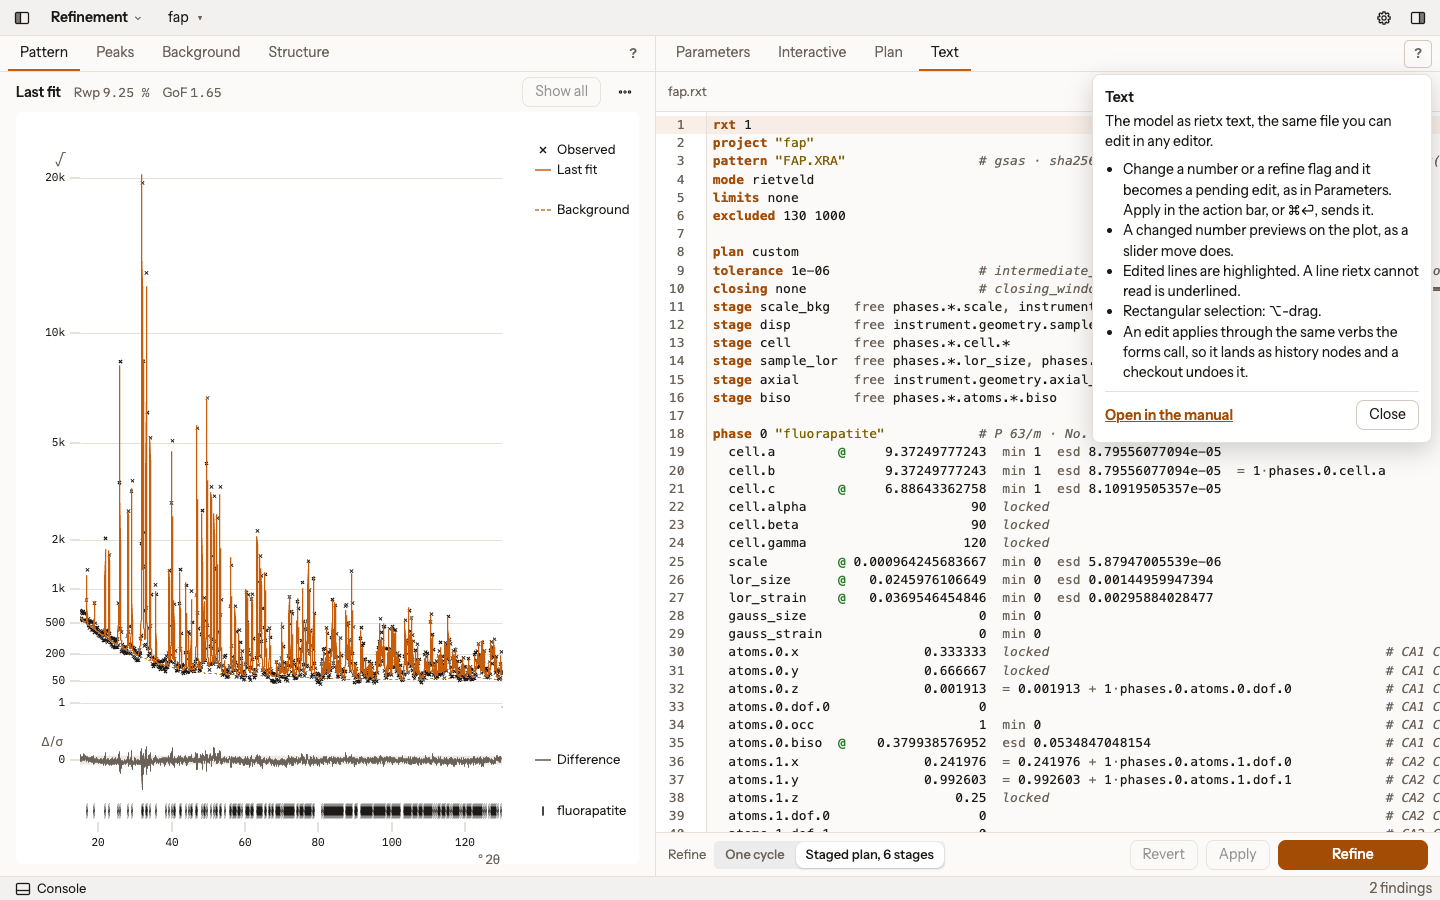 Refinement
fap
Pattern
Peaks
Background
Structure
?
Last fit
Rwp 9.25 %
GoF 1.65
Show all
√
20k
10k
5k
2k
1k
500
200
50
1
Observed
Last fit
Background
Δ/σ
0
Difference
fluorapatite
20
40
60
80
100
120
°2θ
Parameters
Interactive
Plan
Text
?
fap.rxt
1 rxt 1
2 project "fap"
3 pattern "FAP.XRA" # gsas · sha256
4 mode rietveld
5 limits none
6 excluded 130 1000
7
8 plan custom
9 tolerance 1e-06 # intermediate_
10 closing none # closing_windo
11 stage scale_bkg free phases.*.scale, instrument
12 stage disp free instrument.geometry.sample
13 stage cell free phases.*.cell.*
14 stage sample_lor free phases.*.lor_size, phases.
15 stage axial free instrument.geometry.axial_
16 stage biso free phases.*.atoms.*.biso
17
18 phase 0 "fluorapatite" # P 63/m · No.
19 cell.a @ 9.37249777243 min 1 esd 8.79556077094e-05
20 cell.b 9.37249777243 min 1 esd 8.79556077094e-05 = 1·phases.0.cell.a
21 cell.c @ 6.88643362758 min 1 esd 8.10919505357e-05
22 cell.alpha 90 locked
23 cell.beta 90 locked
24 cell.gamma 120 locked
25 scale @ 0.000964245683667 min 0 esd 5.87947005539e-06
26 lor_size @ 0.0245976106649 min 0 esd 0.00144959947394
27 lor_strain @ 0.0369546454846 min 0 esd 0.00295884028477
28 gauss_size 0 min 0
29 gauss_strain 0 min 0
30 atoms.0.x 0.333333 locked # CA1 C
31 atoms.0.y 0.666667 locked # CA1 C
32 atoms.0.z 0.001913 = 0.001913 + 1·phases.0.atoms.0.dof.0 # CA1 C
33 atoms.0.dof.0 0 # CA1 C
34 atoms.0.occ 1 min 0 # CA1 C
35 atoms.0.biso @ 0.379938576952 esd 0.0534847048154 # CA1 C
36 atoms.1.x 0.241976 = 0.241976 + 1·phases.0.atoms.1.dof.0 # CA2 C
37 atoms.1.y 0.992603 = 0.992603 + 1·phases.0.atoms.1.dof.1 # CA2 C
38 atoms.1.z 0.25 locked # CA2 C
39 atoms.1.dof.0 0 # CA2 C
Text
The model as rietx text, the same file you can
edit in any editor.
• Change a number or a refine flag and it
becomes a pending edit, as in Parameters.
Apply in the action bar, or ⌘⏎, sends it.
• A changed number previews on the plot, as a
slider move does.
• Edited lines are highlighted. A line rietx cannot
read is underlined.
• Rectangular selection: ⌥-drag.
• An edit applies through the same verbs the
forms call, so it lands as history nodes and a
checkout undoes it.
Open in the manual
Close
Refine
One cycle
Staged plan, 6 stages
Revert
Apply
Refine
Console
2 findings